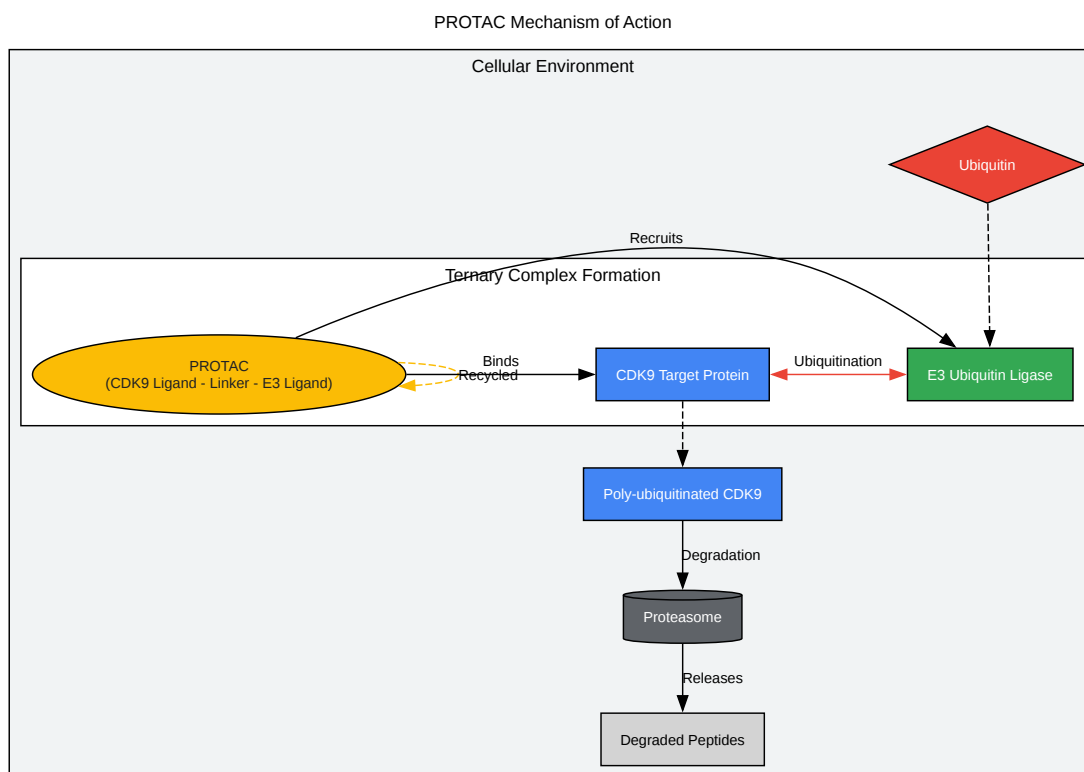 PROTAC Mechanism of Action
Cellular Environment
Ubiquitin
Recruits
Ternary Complex Formation
PROTAC
(CDK9 Ligand - Linker - E3 Ligand)
Binds
Recycled
CDK9 Target Protein
Ubiquitination
E3 Ubiquitin Ligase
Poly-ubiquitinated CDK9
Degradation
Proteasome
Releases
Degraded Peptides